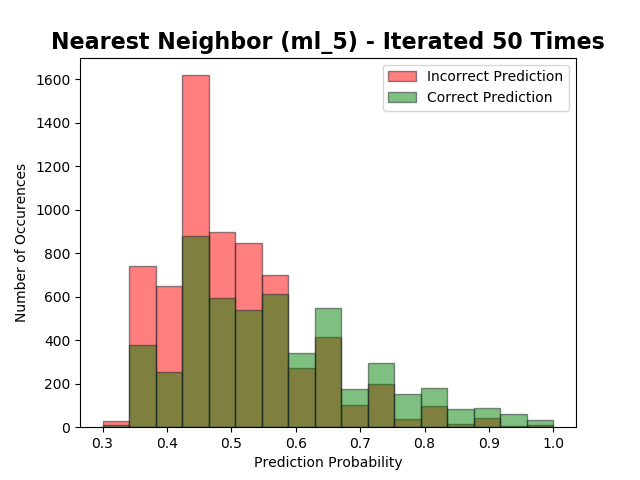 Nearest Neighbor (ml_5) - Iterated 50 Times
Incorrect Prediction
Correct Prediction
Number of Occurences
1600
1400
1200
1000
800
600
400
200
0
0.3 0.4 0.5 0.6 0.7 0.8 0.9 1.0
Prediction Probability